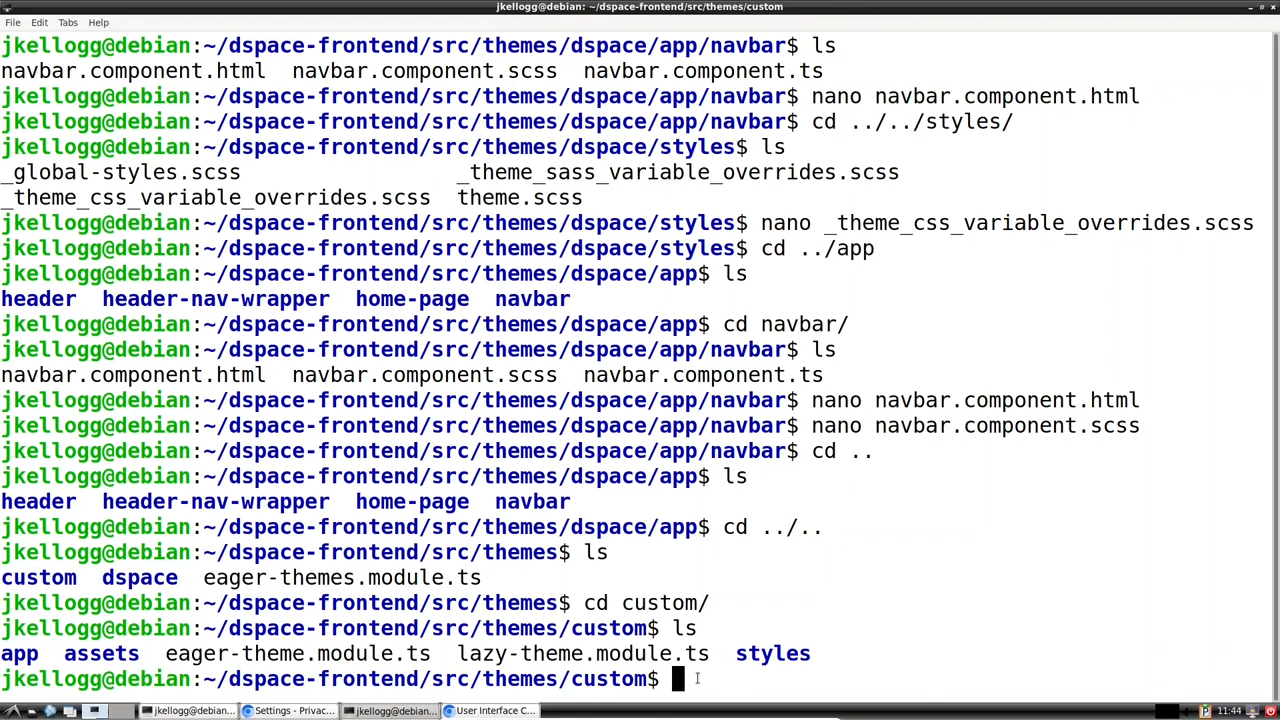 jkellogg@debian: ~/dspace-frontend/src/themes/custom
File Edit Tabs Help
jkellogg@debian:~/dspace-frontend/src/themes/dspace/app/navbar$ ls
navbar.component.html  navbar.component.scss  navbar.component.ts
jkellogg@debian:~/dspace-frontend/src/themes/dspace/app/navbar$ nano navbar.component.html
jkellogg@debian:~/dspace-frontend/src/themes/dspace/app/navbar$ cd ../../styles/
jkellogg@debian:~/dspace-frontend/src/themes/dspace/styles$ ls
_global-styles.scss  _theme_sass_variable_overrides.scss
_theme_css_variable_overrides.scss  theme.scss
jkellogg@debian:~/dspace-frontend/src/themes/dspace/styles$ nano _theme_css_variable_overrides.scss
jkellogg@debian:~/dspace-frontend/src/themes/dspace/styles$ cd ../app
jkellogg@debian:~/dspace-frontend/src/themes/dspace/app$ ls
header  header-nav-wrapper  home-page  navbar
jkellogg@debian:~/dspace-frontend/src/themes/dspace/app$ cd navbar/
jkellogg@debian:~/dspace-frontend/src/themes/dspace/app/navbar$ ls
navbar.component.html  navbar.component.scss  navbar.component.ts
jkellogg@debian:~/dspace-frontend/src/themes/dspace/app/navbar$ nano navbar.component.html
jkellogg@debian:~/dspace-frontend/src/themes/dspace/app/navbar$ nano navbar.component.scss
jkellogg@debian:~/dspace-frontend/src/themes/dspace/app/navbar$ cd ..
jkellogg@debian:~/dspace-frontend/src/themes/dspace/app$ ls
header  header-nav-wrapper  home-page  navbar
jkellogg@debian:~/dspace-frontend/src/themes/dspace/app$ cd ../..
jkellogg@debian:~/dspace-frontend/src/themes$ ls
custom  dspace  eager-themes.module.ts
jkellogg@debian:~/dspace-frontend/src/themes$ cd custom/
jkellogg@debian:~/dspace-frontend/src/themes/custom$ ls
app  assets  eager-theme.module.ts  lazy-theme.module.ts  styles
jkellogg@debian:~/dspace-frontend/src/themes/custom$
jkellogg@debian... Settings - Privac... jkellogg@debian... User Interface C... 11:44